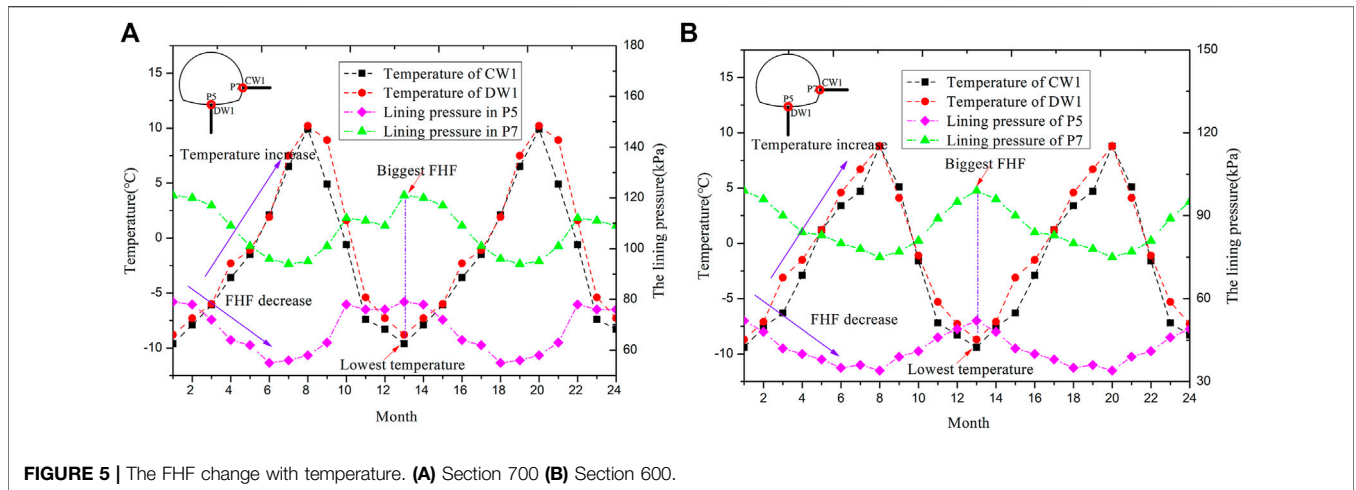 A
B
P5
DW1
P7
CW1
Temperature of CW1
Temperature of DW1
Lining pressure in P5
Lining pressure in P7
Temperature increase
Biggest FHF
FHF decrease
Lowest temperature
Temperature(℃)
15
10
5
0
-5
-10
The lining pressure(kPa)
180
160
140
120
100
80
60
2 4 6 8 10 12 14 16 18 20 22 24
Month
P5
DW1
P7
CW1
Temperature of CW1
Temperature of DW1
Lining pressure of P5
Lining pressure of P7
Temperature increase
Biggest FHF
FHF decrease
Lowest temperature
Temperature(℃)
15
10
5
0
-5
-10
The lining pressure(kPa)
150
120
90
60
30
2 4 6 8 10 12 14 16 18 20 22 24
Month
FIGURE 5 | The FHF change with temperature. (A) Section 700 (B) Section 600.